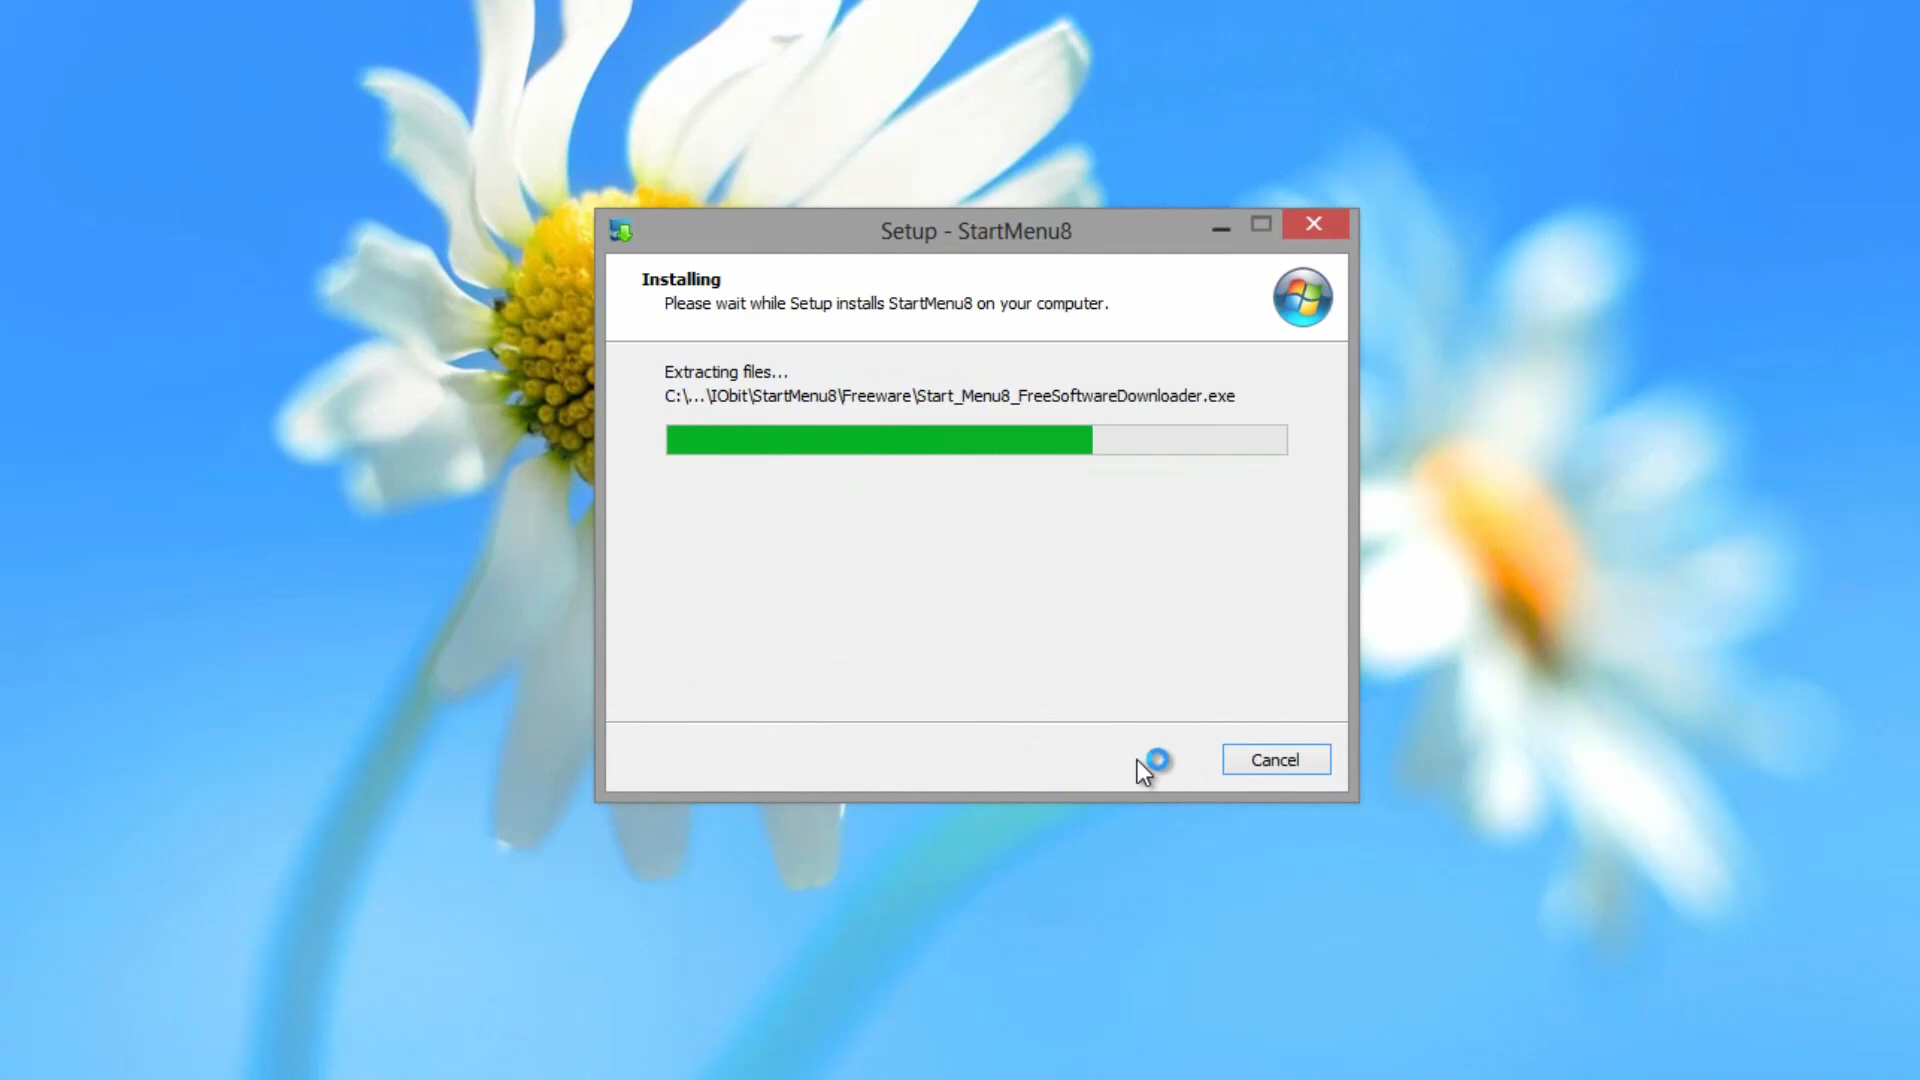 Setup - StartMenu8
Installing
Please wait while Setup installs StartMenu8 on your computer.
Extracting files...
C:\...\IObit\StartMenu8\Freeware\Start_Menu8_FreeSoftwareDownloader.exe
Cancel